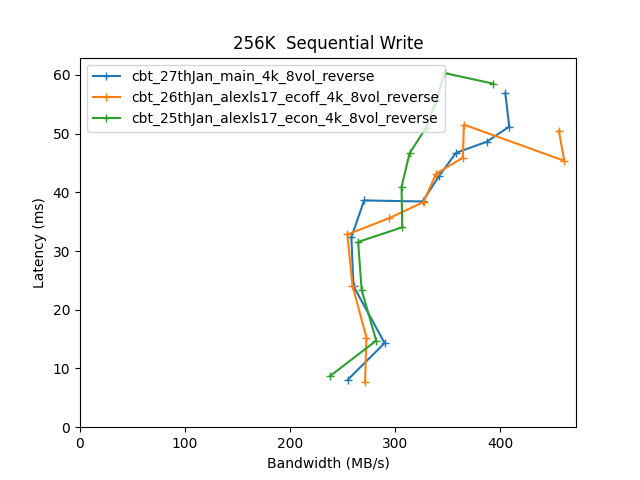 256K  Sequential Write
cbt_27thJan_main_4k_8vol_reverse
cbt_26thJan_alexls17_ecoff_4k_8vol_reverse
cbt_25thJan_alexls17_econ_4k_8vol_reverse
60
50
40
30
20
10
0
Latency (ms)
0 100 200 300 400
Bandwidth (MB/s)